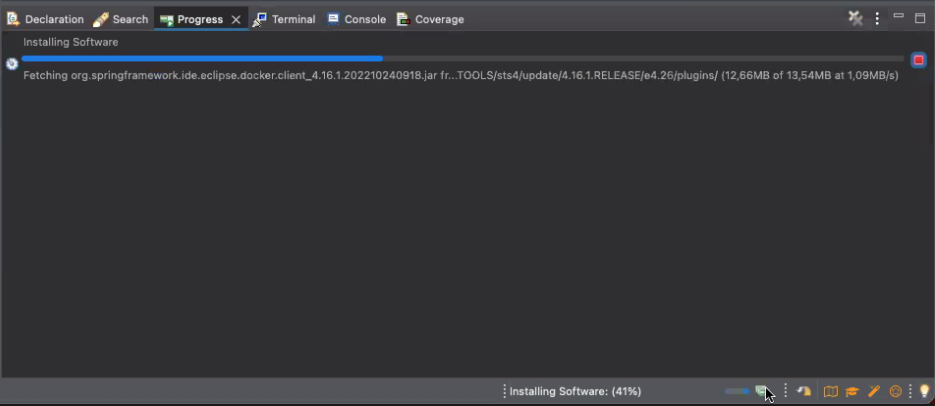 Declaration Search Progress Terminal Console Coverage
Installing Software
Fetching org.springframework.ide.eclipse.docker.client_4.16.1.202210240918.jar fr...TOOLS/sts4/update/4.16.1.RELEASE/e4.26/plugins/ (12,66MB of 13,54MB at 1,09MB/s)
Installing Software: (41%)